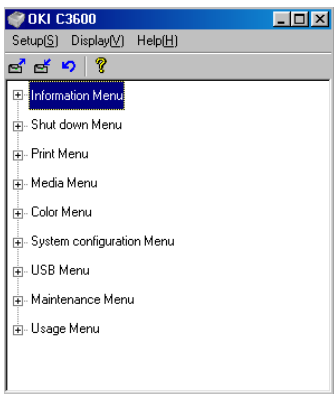 OKI C3600
Setup(S) Display(V) Help(H)
Information Menu
Shut down Menu
Print Menu
Media Menu
Color Menu
System configuration Menu
USB Menu
Maintenance Menu
Usage Menu